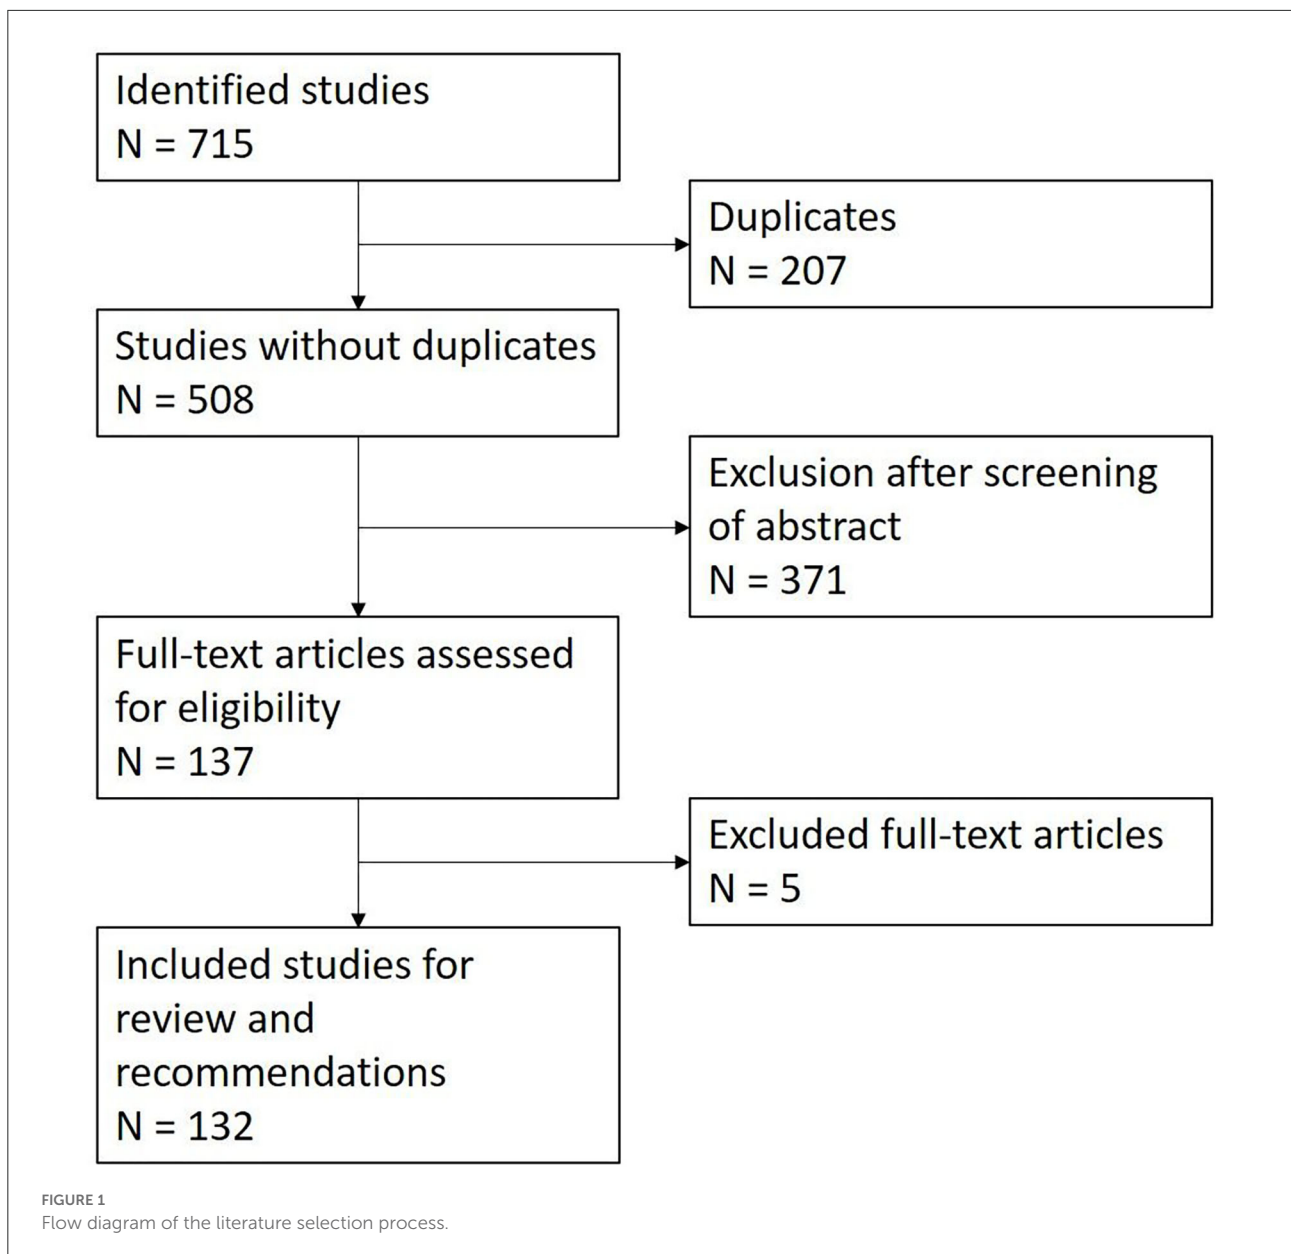 Identified studies
N = 715
Duplicates
N = 207
Studies without duplicates
N = 508
Exclusion after screening
of abstract
N = 371
Full-text articles assessed
for eligibility
N = 137
Excluded full-text articles
N = 5
Included studies for
review and
recommendations
N = 132
FIGURE 1
Flow diagram of the literature selection process.